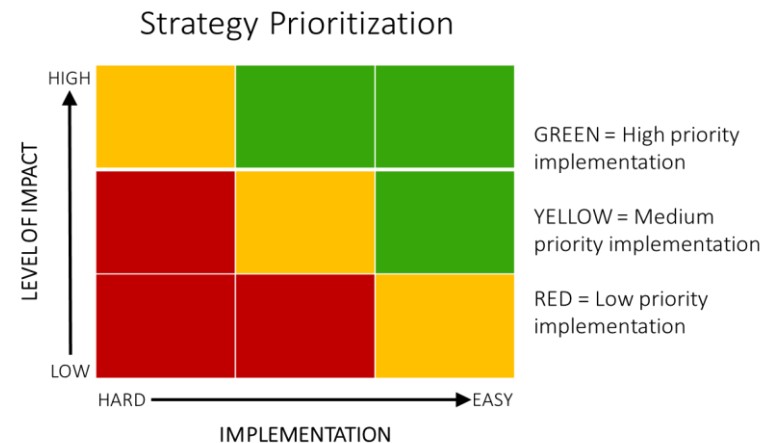 Strategy Prioritization
HIGH
LEVEL OF IMPACT
LOW
HARD
EASY
IMPLEMENTATION
GREEN = High priority
implementation
YELLOW = Medium
priority implementation
RED = Low priority
implementation